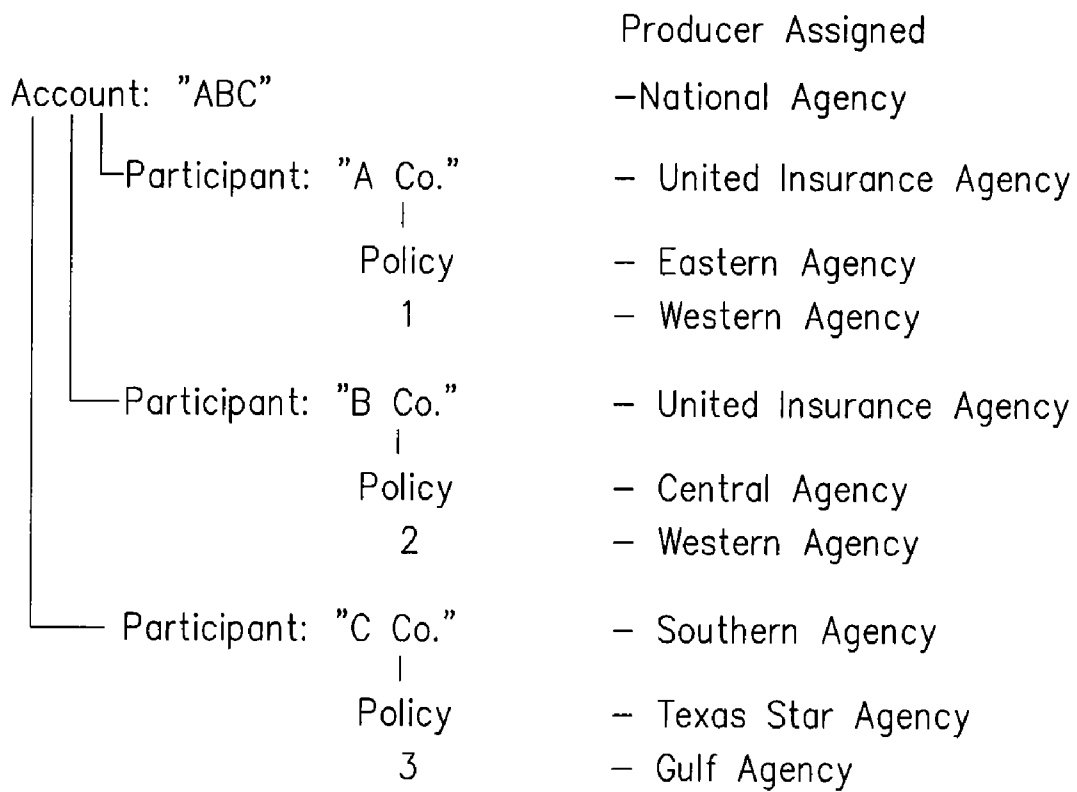 Producer Assigned
Account: "ABC" –National Agency
Participant: "A Co." – United Insurance Agency
Policy – Eastern Agency
1 – Western Agency
Participant: "B Co." – United Insurance Agency
Policy – Central Agency
2 – Western Agency
Participant: "C Co." – Southern Agency
Policy – Texas Star Agency
3 – Gulf Agency